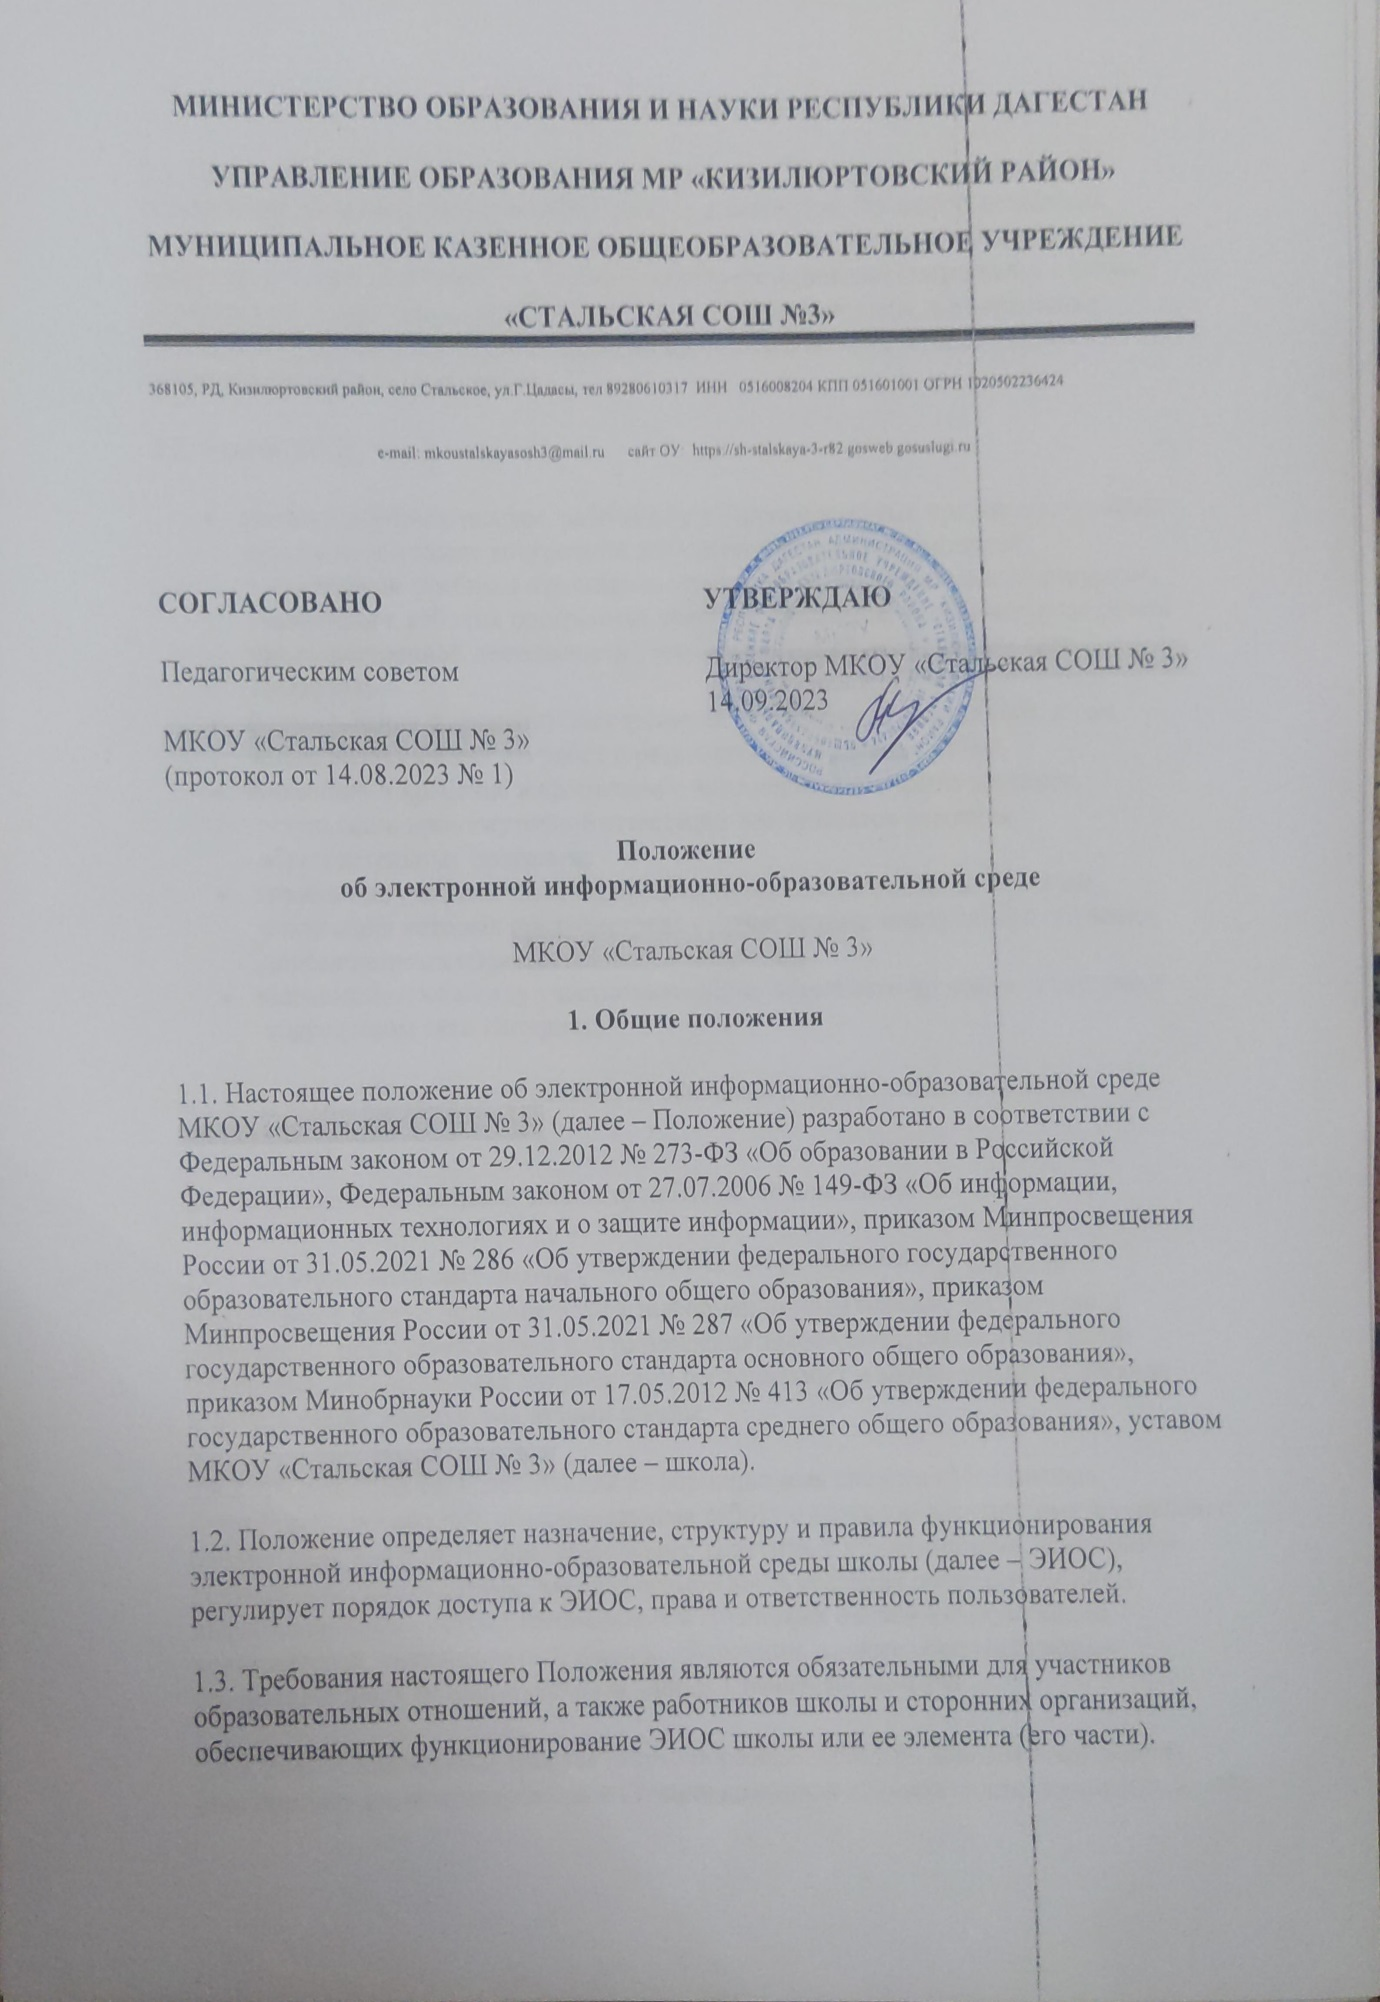 МИНИСТЕРСТВО ОБРАЗОВАНИЯ И НАУКИ РЕСПУБЛИКИ ДАГЕСТАН
УПРАВЛЕНИЕ ОБРАЗОВАНИЯ МР «КИЗИЛЮРТОВСКИЙ РАЙОН»
МУНИЦИПАЛЬНОЕ КАЗЕННОЕ ОБЩЕОБРАЗОВАТЕЛЬНОЕ УЧРЕЖДЕНИЕ
«СТАЛЬСКАЯ СОШ №3»
368105, РД, Кизилюртовский район, село Стальское, ул.Г.Цадасы, тел 89280610317 ИНН 0516008204 КПП 051601001 ОГРН 1020502236424
e-mail: mkoustalskayasosh3@mail.ru сайт ОУ: https://sh-stalskaya-3-r82.gosweb.gosuslugi.ru
СОГЛАСОВАНО
Педагогическим советом
МКОУ «Стальская СОШ № 3»
(протокол от 14.08.2023 № 1)
УТВЕРЖДАЮ
Директор МКОУ «Стальская СОШ № 3»
14.09.2023
Положение
об электронной информационно-образовательной среде
МКОУ «Стальская СОШ № 3»
1. Общие положения
1.1. Настоящее положение об электронной информационно-образовательной среде
МКОУ «Стальская СОШ № 3» (далее – Положение) разработано в соответствии с
Федеральным законом от 29.12.2012 № 273-ФЗ «Об образовании в Российской
Федерации», Федеральным законом от 27.07.2006 № 149-ФЗ «Об информации,
информационных технологиях и о защите информации», приказом Минпросвещения
России от 31.05.2021 № 286 «Об утверждении федерального государственного
образовательного стандарта начального общего образования», приказом
Минпросвещения России от 31.05.2021 № 287 «Об утверждении федерального
государственного образовательного стандарта основного общего образования»,
приказом Минобрнауки России от 17.05.2012 № 413 «Об утверждении федерального
государственного образовательного стандарта среднего общего образования», уставом
МКОУ «Стальская СОШ № 3» (далее – школа).
1.2. Положение определяет назначение, структуру и правила функционирования
электронной информационно-образовательной среды школы (далее – ЭИОС),
регулирует порядок доступа к ЭИОС, права и ответственность пользователей.
1.3. Требования настоящего Положения являются обязательными для участников
образовательных отношений, а также работников школы и сторонних организаций,
обеспечивающих функционирование ЭИОС школы или ее элемента (его части).